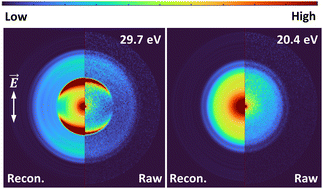 Low High
29.7 eV 20.4 eV
E
Recon. Raw Recon. Raw